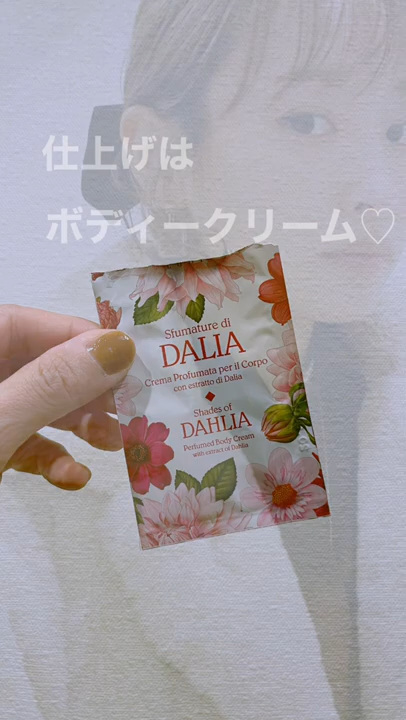 仕上げは
ボディークリーム♡
Sfumature di
DALIA
Crema Profumata per il Corpo
con estratto di Dalia
Shades of
DAHLIA
Perfumed Body Cream
with extract of Dahlia